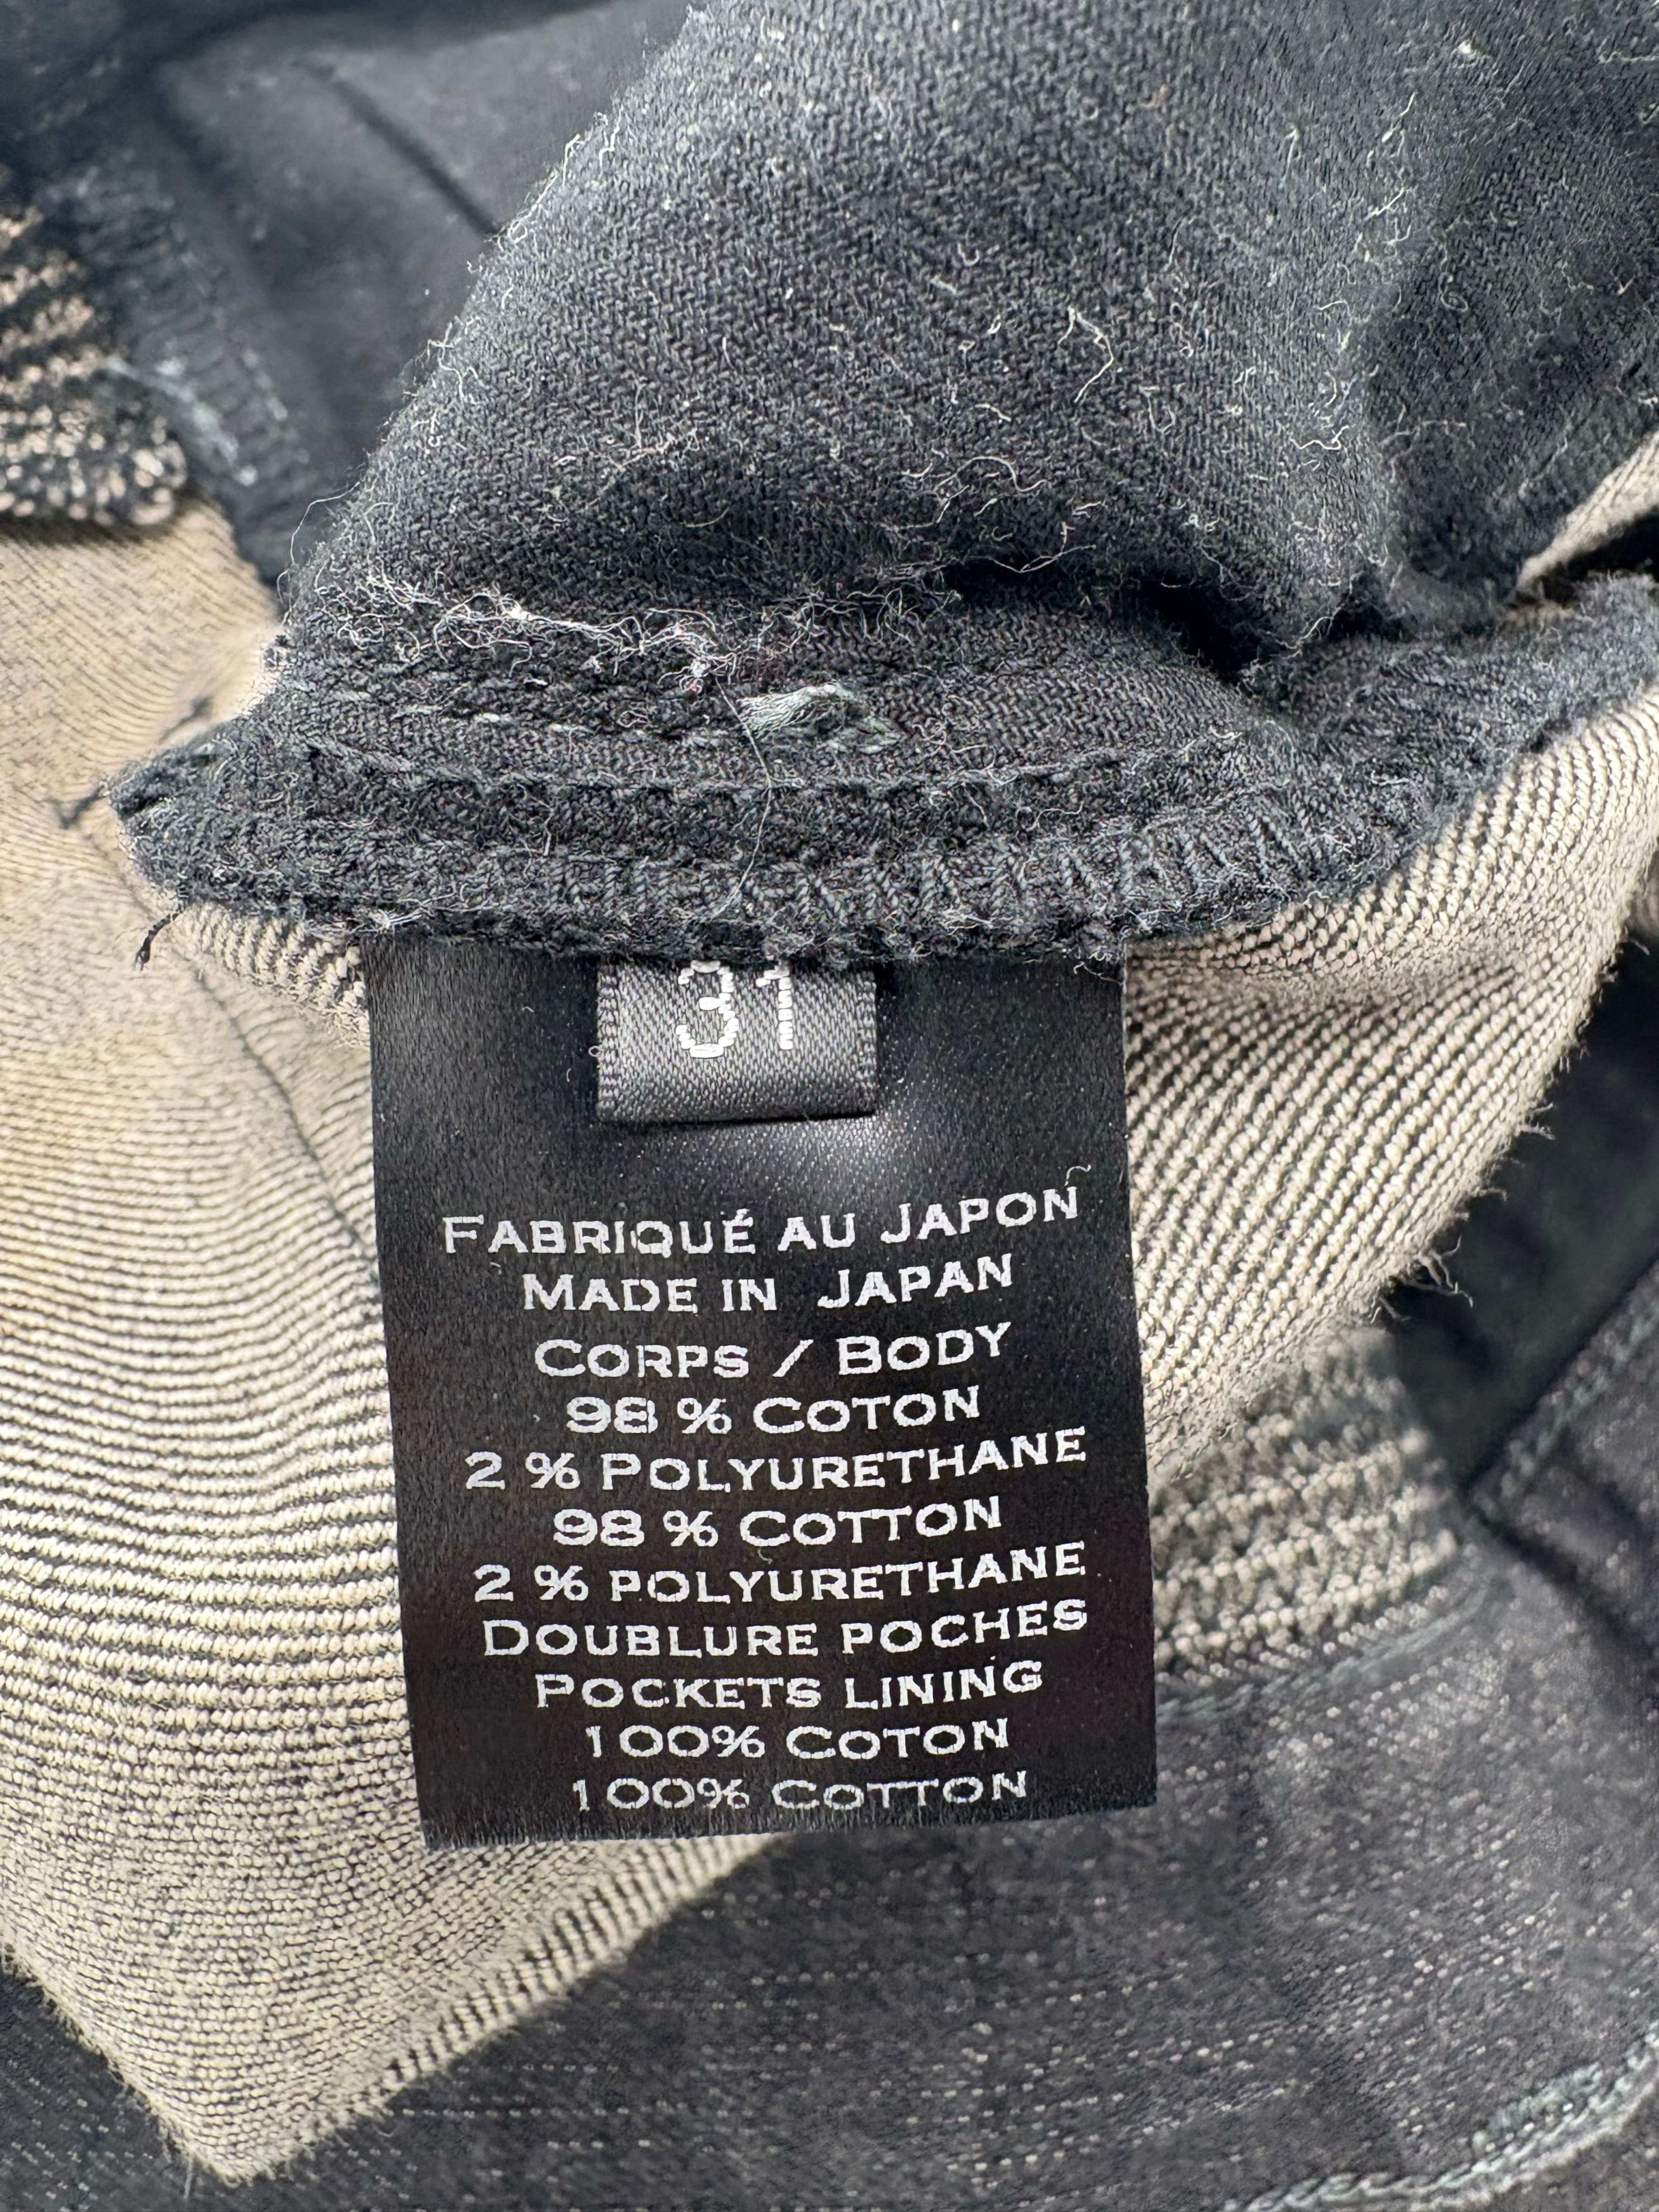 31
FABRIQUÉ AU JAPON
MADE IN JAPAN
CORPS / BODY
98 % COTON
2 % POLYURETHANE
98 % COTTON
2 % POLYURETHANE
DOUBLURE POCHES
POCKETS LINING
100% COTON
100% COTTON